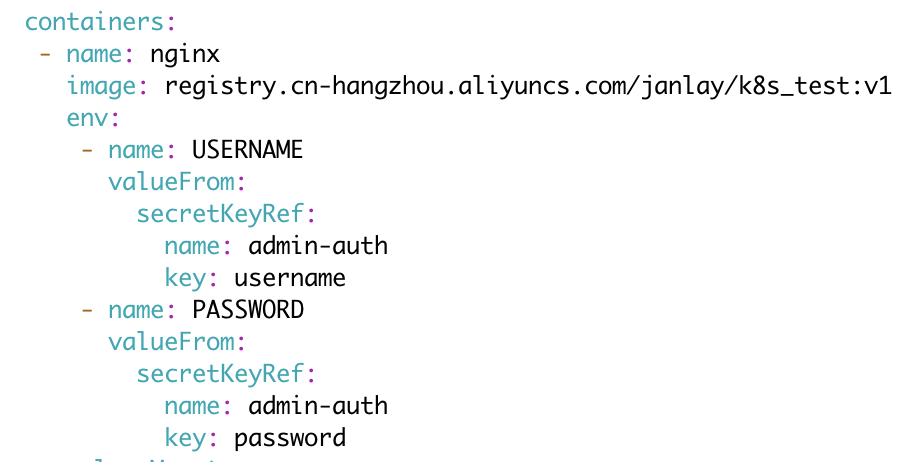 containers:
- name: nginx
image: registry.cn-hangzhou.aliyuncs.com/janlay/k8s_test:v1
env:
- name: USERNAME
valueFrom:
secretKeyRef:
name: admin-auth
key: username
- name: PASSWORD
valueFrom:
secretKeyRef:
name: admin-auth
key: password